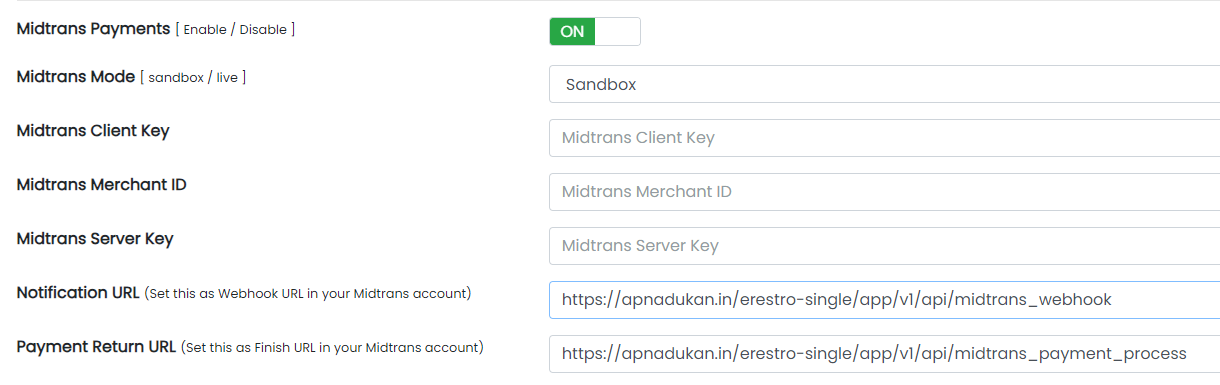 Midtrans Payments [ Enable / Disable ]
ON
Midtrans Mode [ sandbox / live ]
Sandbox
Midtrans Client Key
Midtrans Client Key
Midtrans Merchant ID
Midtrans Merchant ID
Midtrans Server Key
Midtrans Server Key
Notification URL (Set this as Webhook URL in your Midtrans account)
https://apnadukan.in/erestro-single/app/v1/api/midtrans_webhook
Payment Return URL (Set this as Finish URL in your Midtrans account)
https://apnadukan.in/erestro-single/app/v1/api/midtrans_payment_process